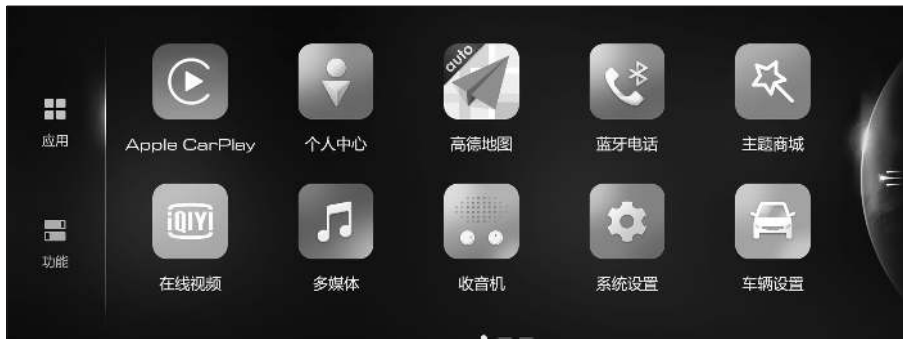 应用
功能
Apple CarPlay
个人中心
auto
高德地图
蓝牙电话
主题商城
iQIYI
在线视频
多媒体
收音机
系统设置
车辆设置